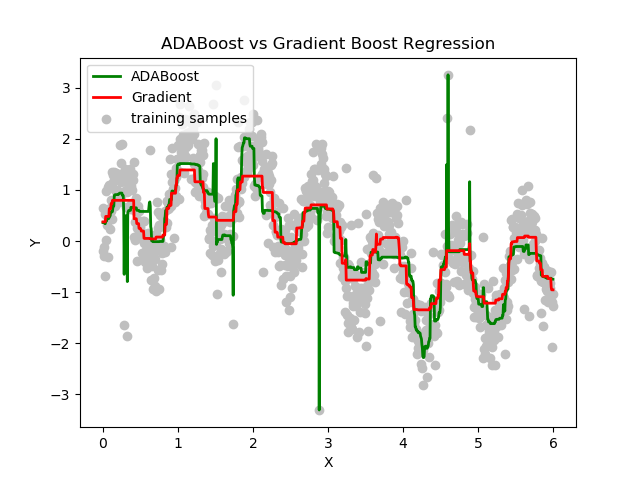 ADABoost vs Gradient Boost Regression
ADABoost
Gradient
training samples
Y
3
2
1
0
−1
−2
−3
0 1 2 3 4 5 6
X